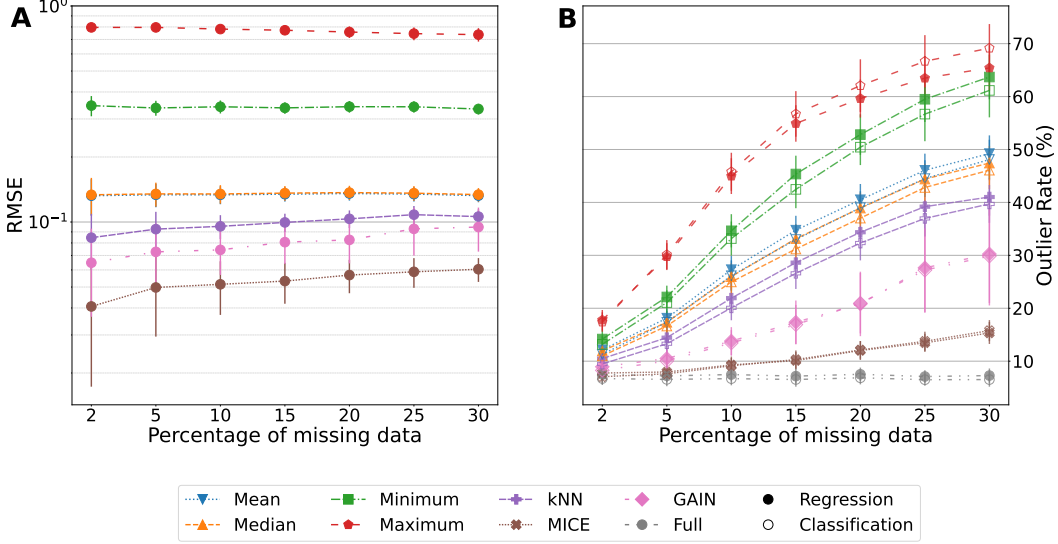 A
B
10⁰
10⁻¹
RMSE
2 5 10 15 20 25 30
Percentage of missing data
70
60
50
40
30
20
10
Outlier Rate (%)
2 5 10 15 20 25 30
Percentage of missing data
Mean Minimum kNN GAIN Regression
Median Maximum MICE Full Classification